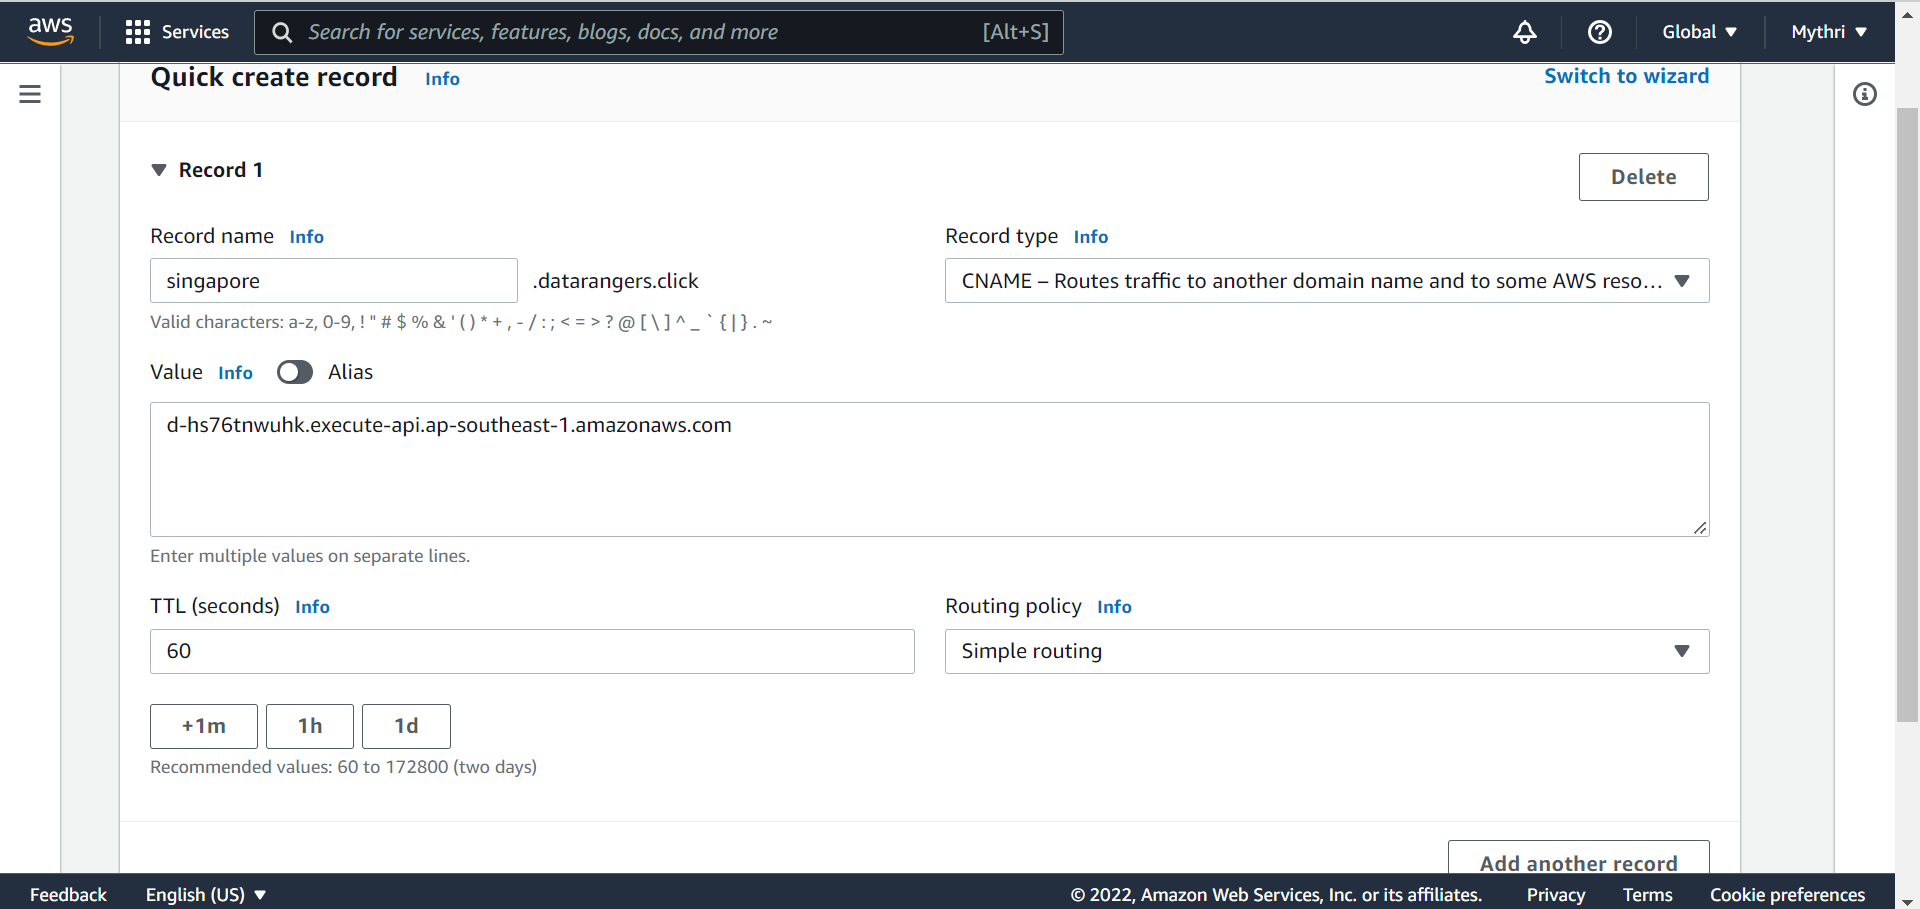 aws Services Search for services, features, blogs, docs, and more [Alt+S] Global Mythri
Quick create record Info Switch to wizard
Record 1 Delete
Record name Info Record type Info
singapore .datarangers.click CNAME – Routes traffic to another domain name and to some AWS reso...
Valid characters: a-z, 0-9, ! " # $ % & ' ( ) * + , - / : ; < = > ? @ [ \ ] ^ _ ` { | } . ~
Value Info Alias
d-hs76tnwuhk.execute-api.ap-southeast-1.amazonaws.com
Enter multiple values on separate lines.
TTL (seconds) Info Routing policy Info
60 Simple routing
+1m 1h 1d
Recommended values: 60 to 172800 (two days)
Add another record
Feedback English (US) © 2022, Amazon Web Services, Inc. or its affiliates. Privacy Terms Cookie preferences